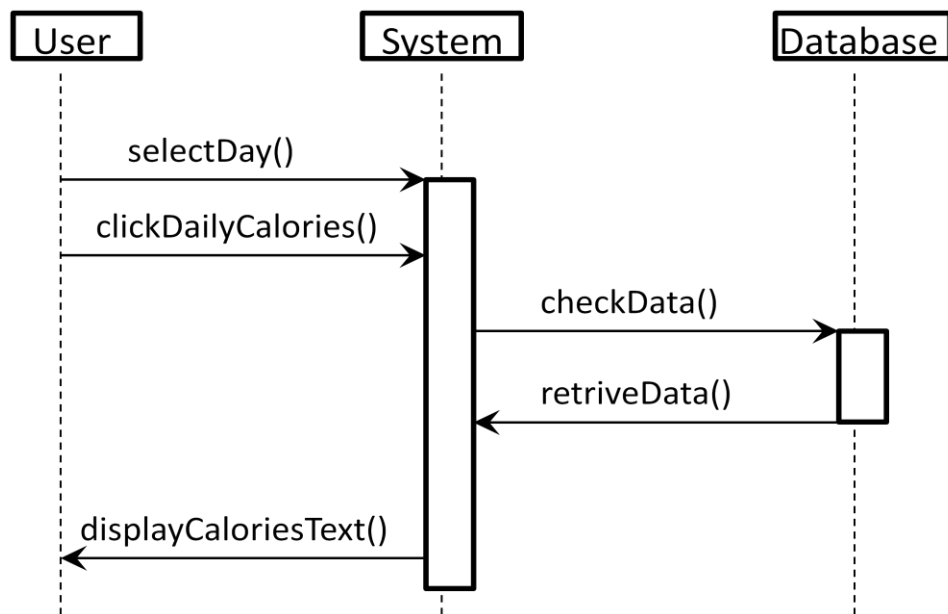 User
System
Database
selectDay()
clickDailyCalories()
checkData()
retriveData()
displayCaloriesText()